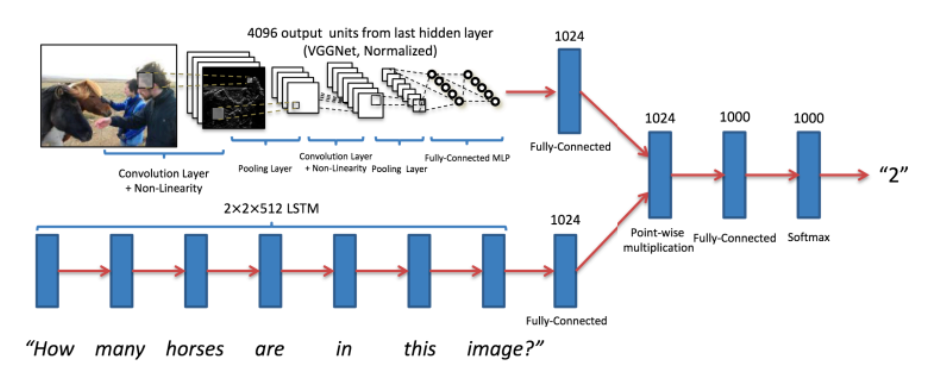 4096 output units from last hidden layer
(VGGNet, Normalized)
1024
Fully-Connected
Convolution Layer
+ Non-Linearity
Pooling Layer
Convolution Layer
+ Non-Linearity
Pooling Layer
Fully-Connected MLP
1024
Point-wise
multiplication
1000
Fully-Connected
1000
Softmax
"2"
2×2×512 LSTM
1024
Fully-Connected
"How many horses are in this image?"